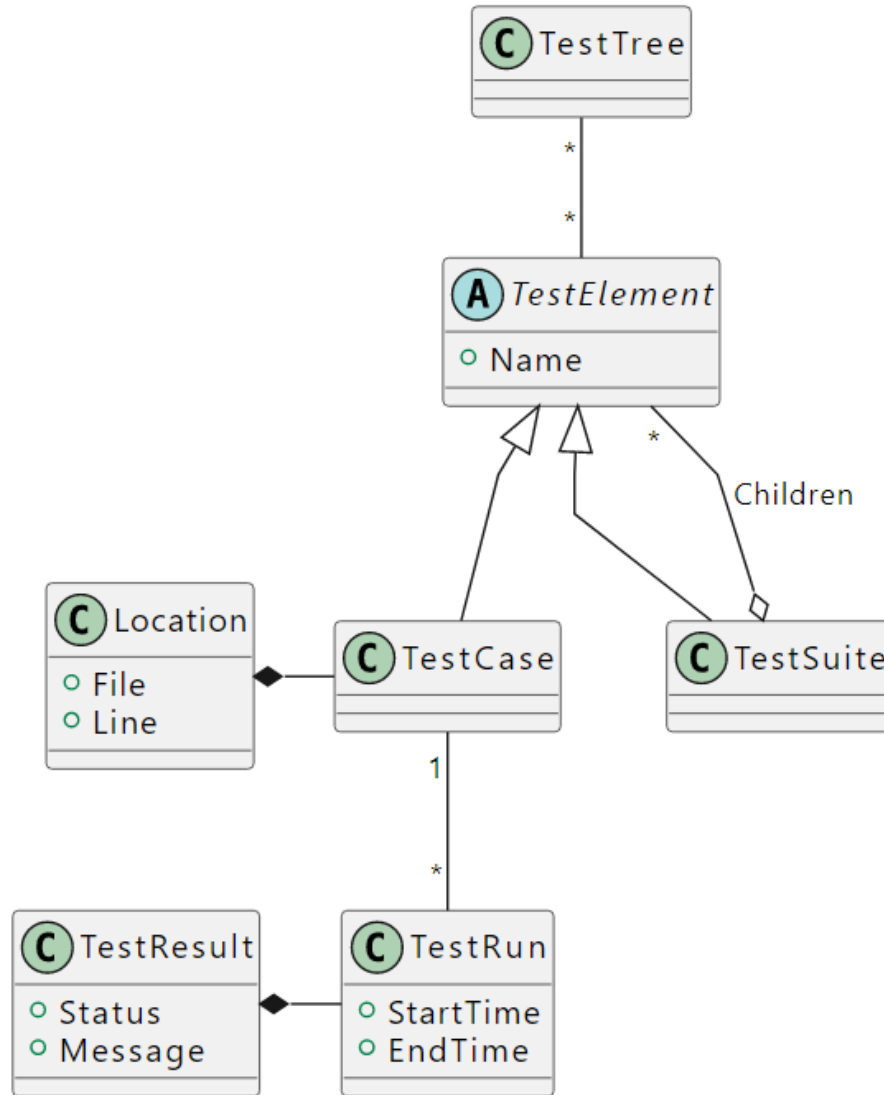 C TestTree
*
*
A TestElement
Name
*
Children
C Location
File
Line
C TestCase
C TestSuite
1
*
C TestResult
Status
Message
C TestRun
StartTime
EndTime